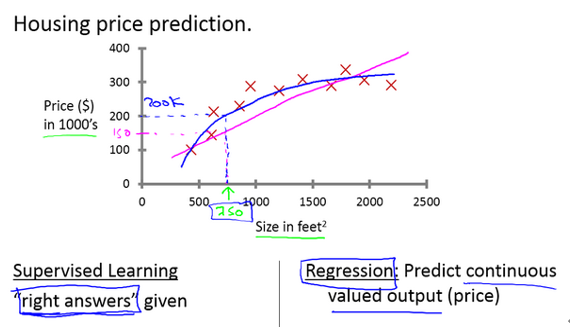 Housing price prediction.
400
300
Price ($)
in 1000's
200
200K
150
100
0
0
500
1000
1500
2000
2500
750
Size in feet²
Supervised Learning
"right answers" given
Regression: Predict continuous
valued output (price)